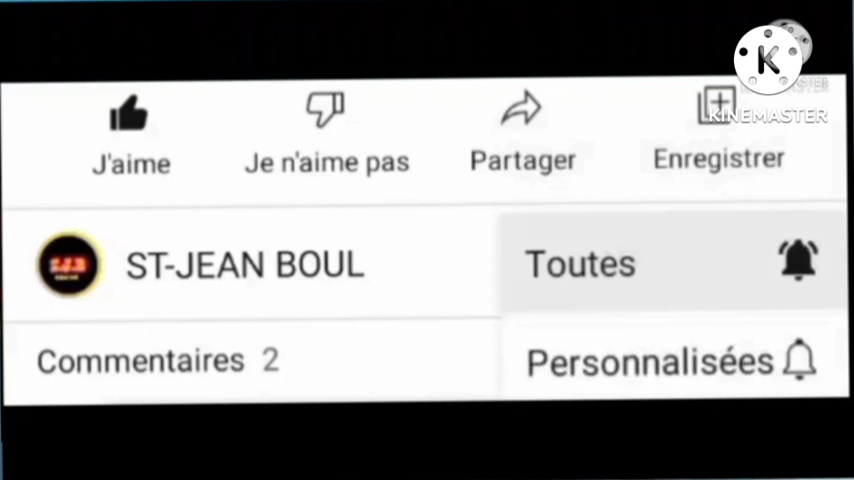 KINEMASTER
J'aime
Je n'aime pas
Partager
Enregistrer
ST-JEAN BOUL
Toutes
Commentaires 2
Personnalisées